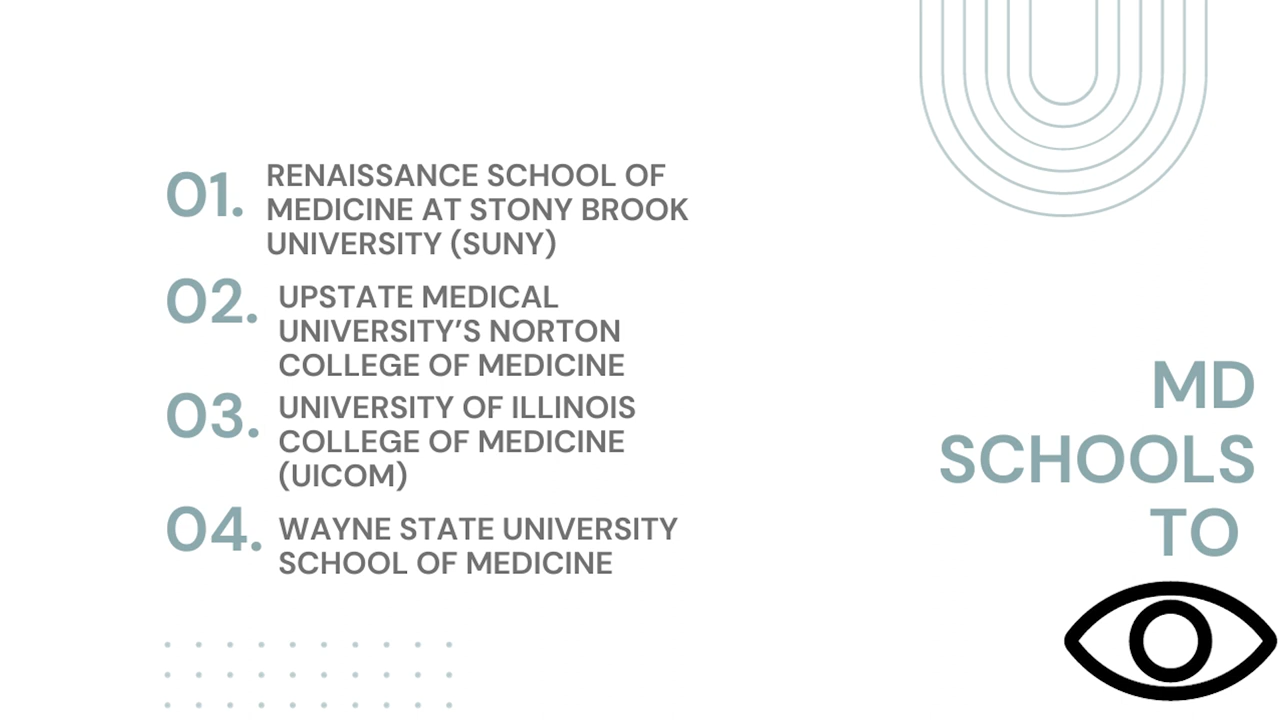 01.
RENAISSANCE SCHOOL OF
MEDICINE AT STONY BROOK
UNIVERSITY (SUNY)
02.
UPSTATE MEDICAL
UNIVERSITY’S NORTON
COLLEGE OF MEDICINE
03.
UNIVERSITY OF ILLINOIS
COLLEGE OF MEDICINE
(UICOM)
04.
WAYNE STATE UNIVERSITY
SCHOOL OF MEDICINE
MD
SCHOOLS
TO